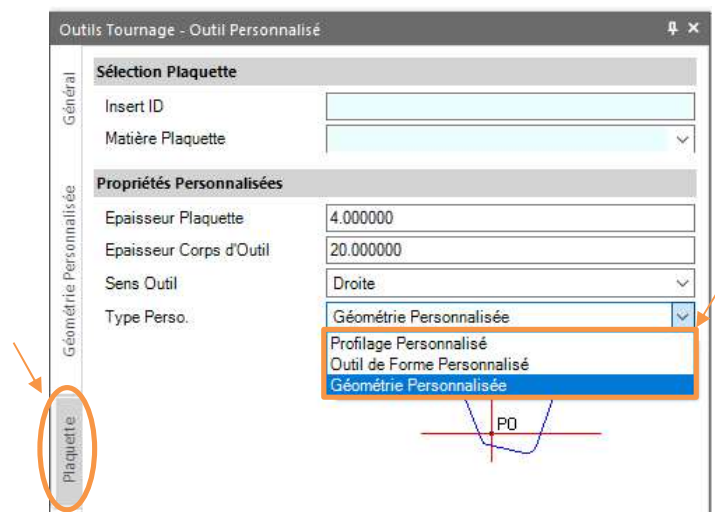 Outils Tournage - Outil Personnalisé
Général
Géométrie Personnalisée
Plaquette
Sélection Plaquette
Insert ID
Matière Plaquette
Propriétés Personnalisées
Epaisseur Plaquette 4.000000
Epaisseur Corps d'Outil 20.000000
Sens Outil Droite
Type Perso. Géométrie Personnalisée
Profilage Personnalisé
Outil de Forme Personnalisé
Géométrie Personnalisée
P0